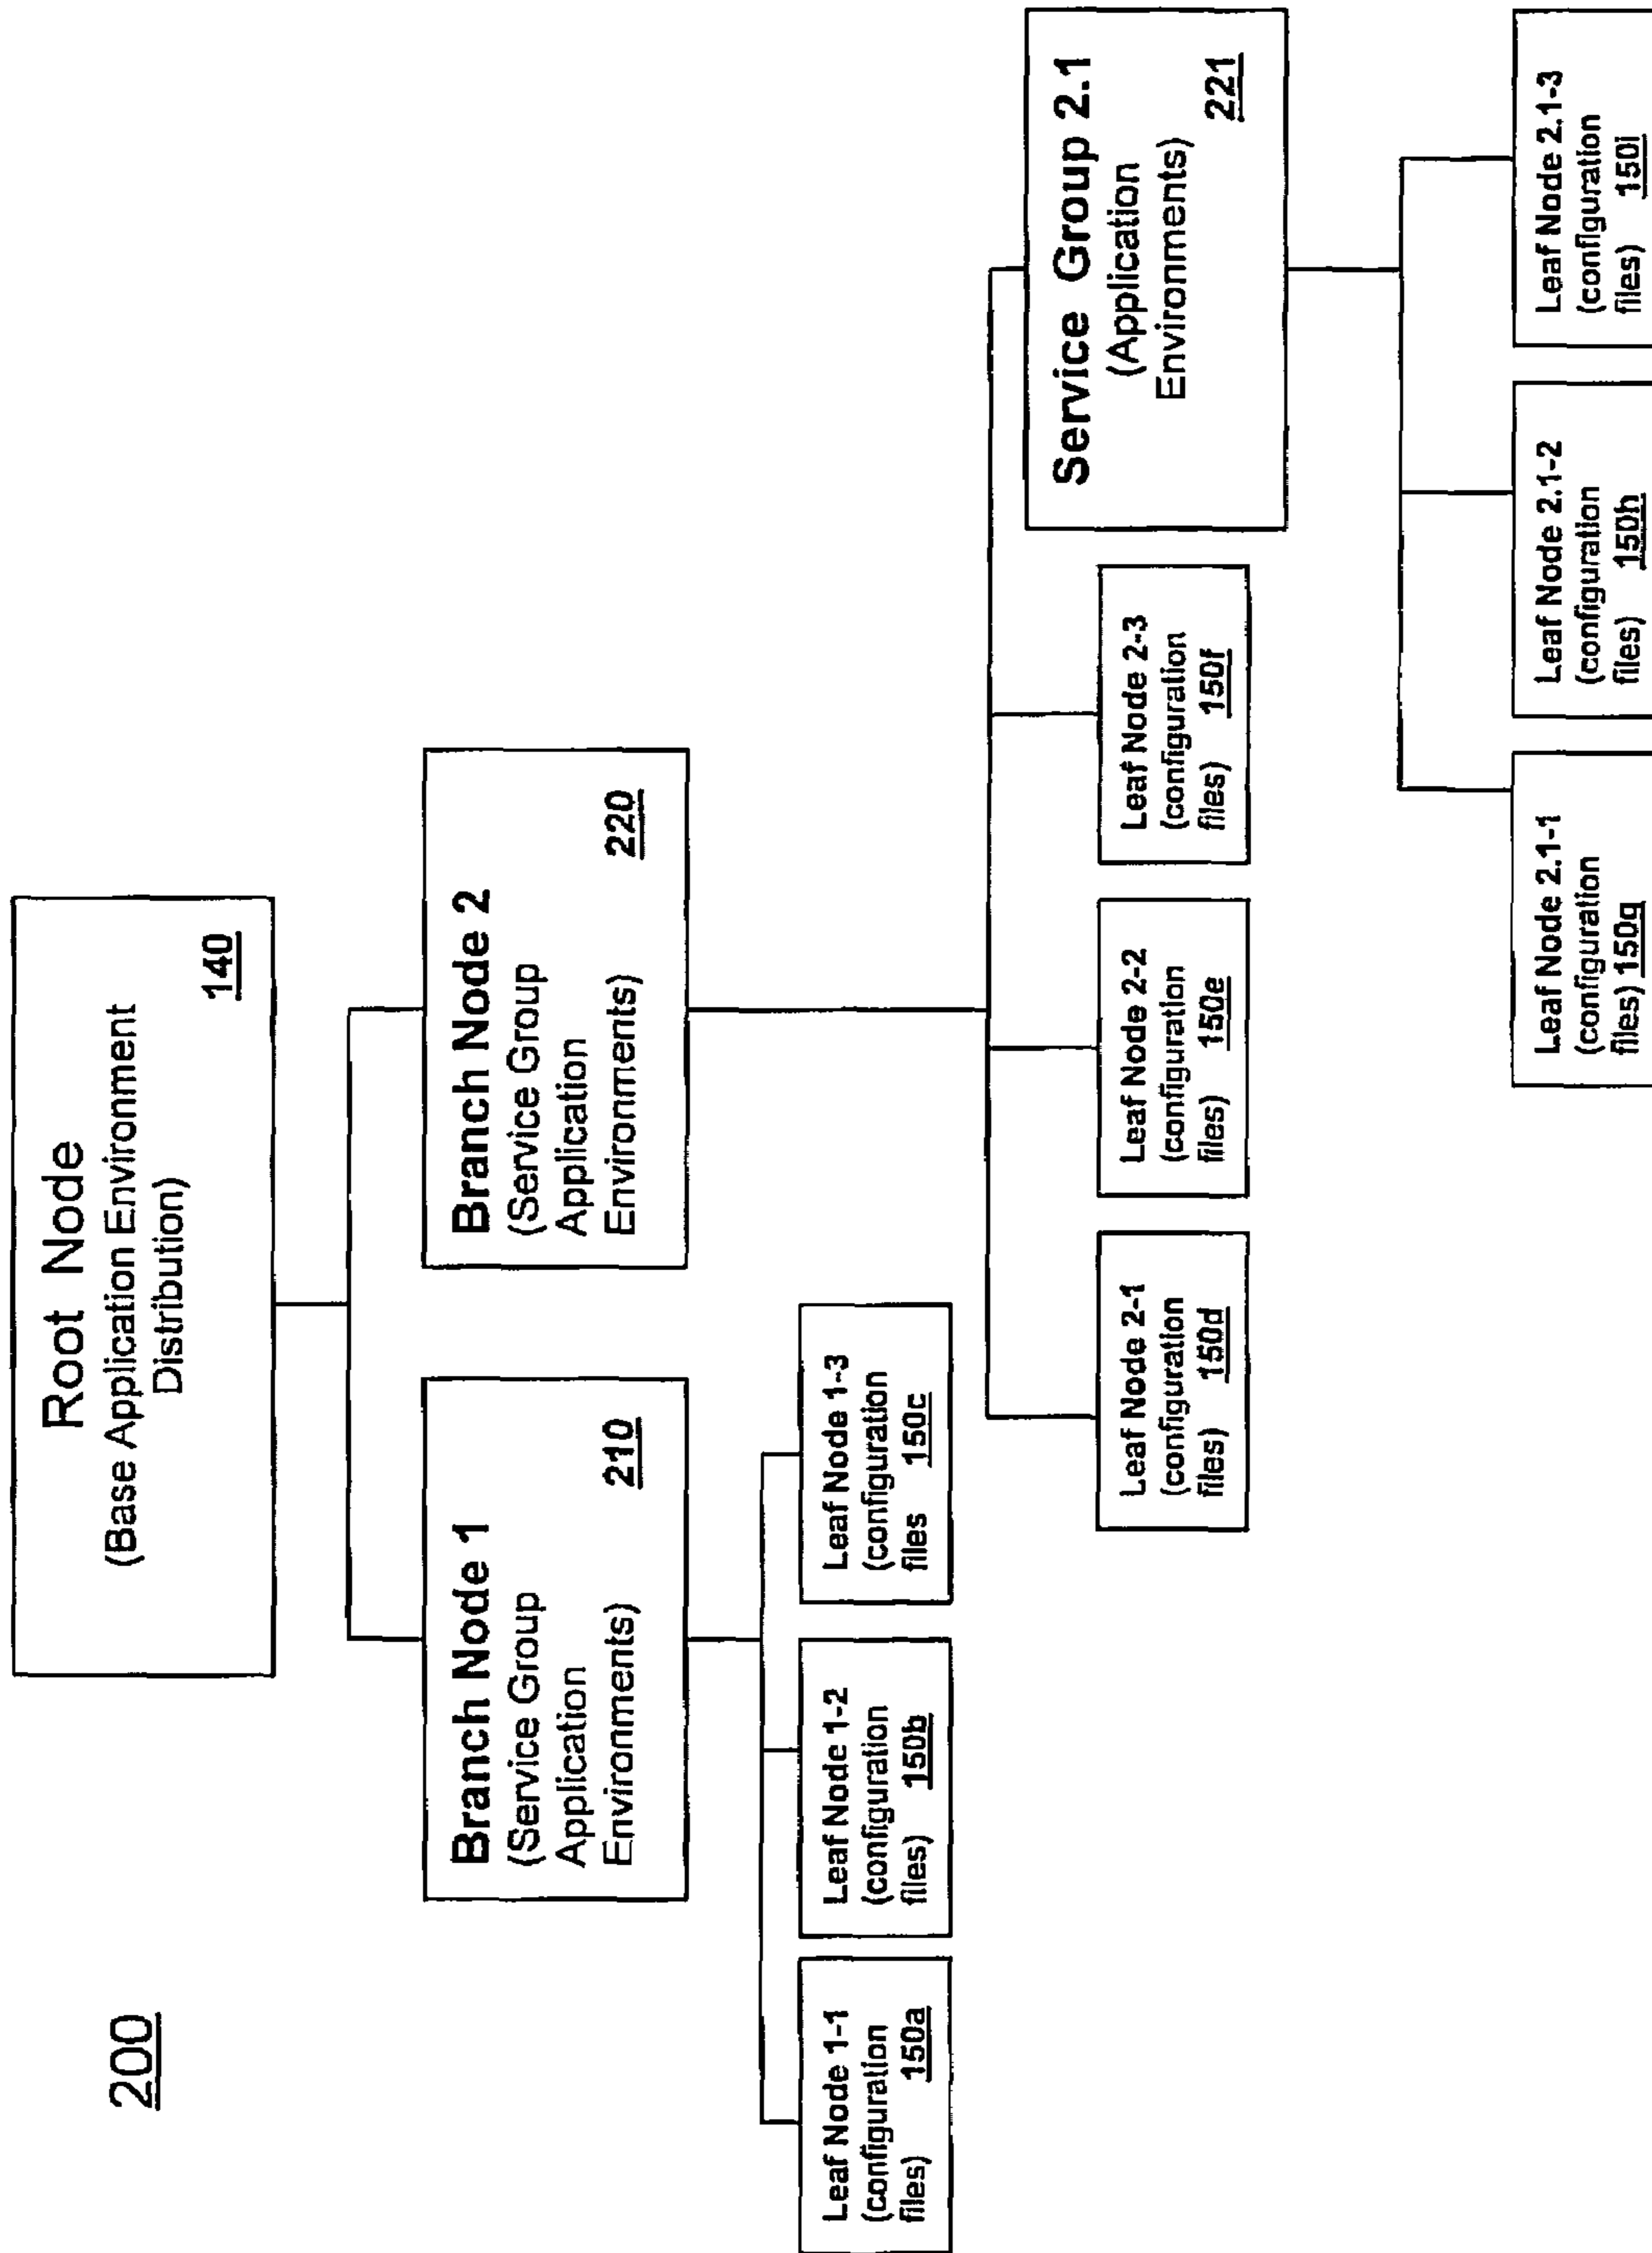 200
Root Node
(Base Application Environment
Distribution)
140
Branch Node 1
(Service Group
Application
Environments)
210
Branch Node 2
(Service Group
Application
Environments)
220
Leaf Node 1-1
(configuration
files) 150a
Leaf Node 1-2
(configuration
files) 150b
Leaf Node 1-3
(configuration
files 150c
Leaf Node 2-1
(configuration
files) 150d
Leaf Node 2-2
(configuration
files) 150e
Leaf Node 2-3
(configuration
files) 150f
Service Group 2.1
(Application
Environments)
221
Leaf Node 2.1-1
(configuration
files) 150g
Leaf Node 2.1-2
(configuration
files) 150h
Leaf Node 2.1-3
(configuration
files) 150i